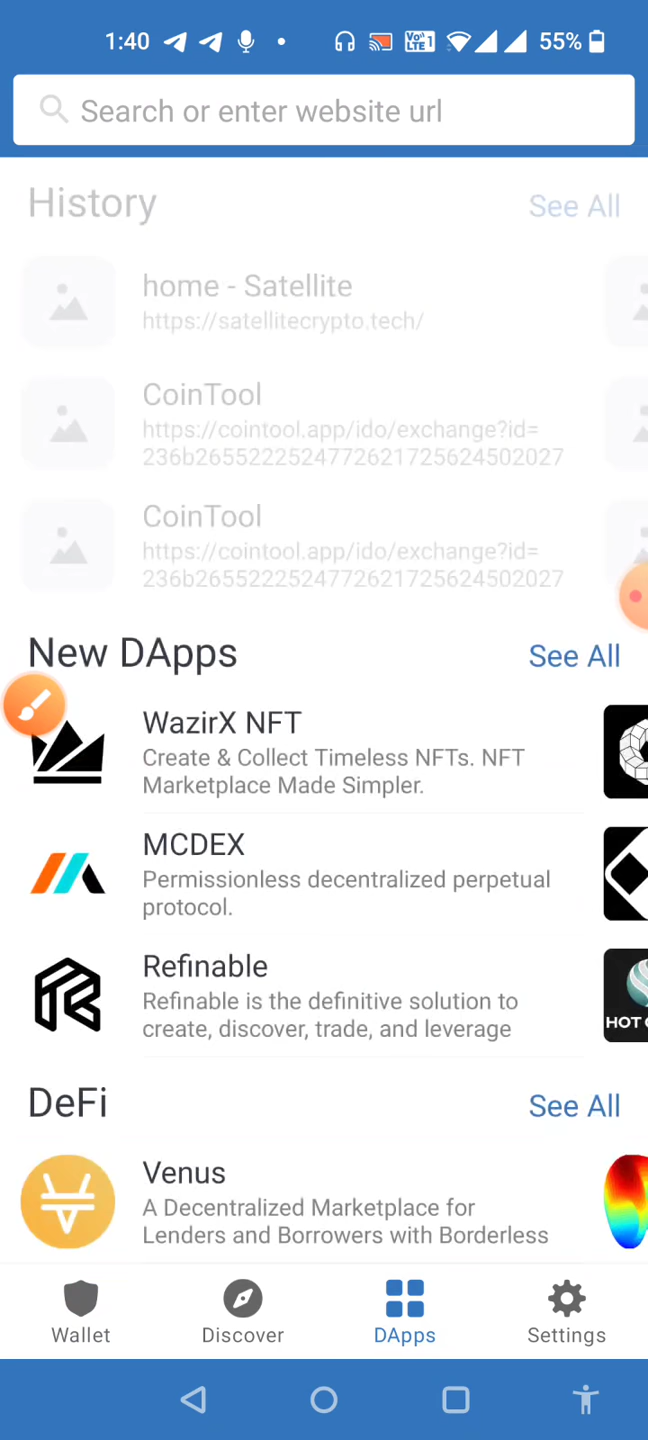 1:40
Vo))
LTE 1
55%
Search or enter website url
History
See All
home - Satellite
https://satellitecrypto.tech/
CoinTool
https://cointool.app/ido/exchange?id=
236b2655222524772621725624502027
CoinTool
https://cointool.app/ido/exchange?id=
236b2655222524772621725624502027
New DApps
See All
WazirX NFT
Create & Collect Timeless NFTs. NFT
Marketplace Made Simpler.
MCDEX
Permissionless decentralized perpetual
protocol.
Refinable
Refinable is the definitive solution to
create, discover, trade, and leverage
HOT
DeFi
See All
Venus
A Decentralized Marketplace for
Lenders and Borrowers with Borderless
Wallet
Discover
DApps
Settings